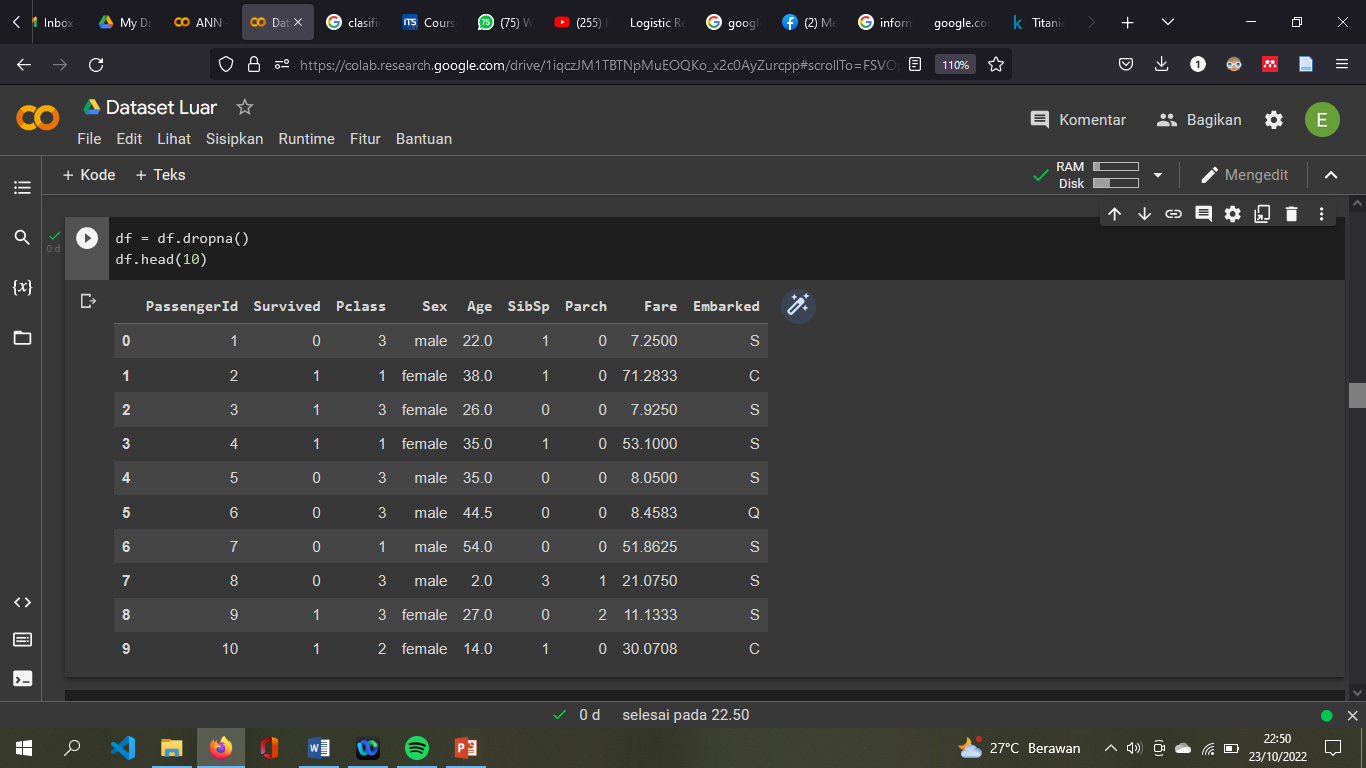 Inbox My Dr ANN - Dat clasifi Cours (75) W (255) Logistic Re googl (2) Me inform google.co Titani
https://colab.research.google.com/drive/1iqczJM1TBTNpMuEOQKo_x2c0AyZurcpp#scrollTo=FSVO 110% 1
Dataset Luar
File Edit Lihat Sisipkan Runtime Fitur Bantuan
Komentar Bagikan E
+ Kode + Teks
RAM
Disk
Mengedit
0 d
df = df.dropna()
df.head(10)
PassengerId Survived Pclass Sex Age SibSp Parch Fare Embarked
0 1 0 3 male 22.0 1 0 7.2500 S
1 2 1 1 female 38.0 1 0 71.2833 C
2 3 1 3 female 26.0 0 0 7.9250 S
3 4 1 1 female 35.0 1 0 53.1000 S
4 5 0 3 male 35.0 0 0 8.0500 S
5 6 0 3 male 44.5 0 0 8.4583 Q
6 7 0 1 male 54.0 0 0 51.8625 S
7 8 0 3 male 2.0 3 1 21.0750 S
8 9 1 3 female 27.0 0 2 11.1333 S
9 10 1 2 female 14.0 1 0 30.0708 C
0 d selesai pada 22.50
27°C Berawan
22:50
23/10/2022